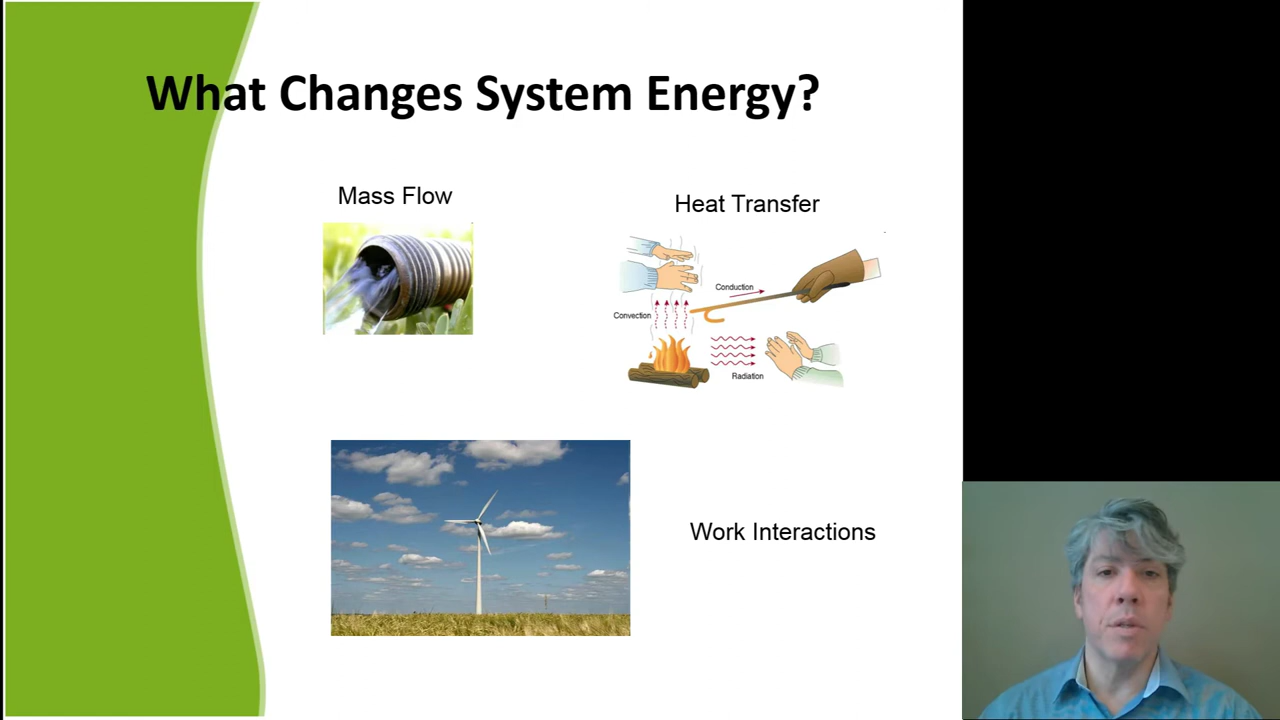 What Changes System Energy?
Mass Flow
Heat Transfer
Conduction
Convection
Radiation
Work Interactions